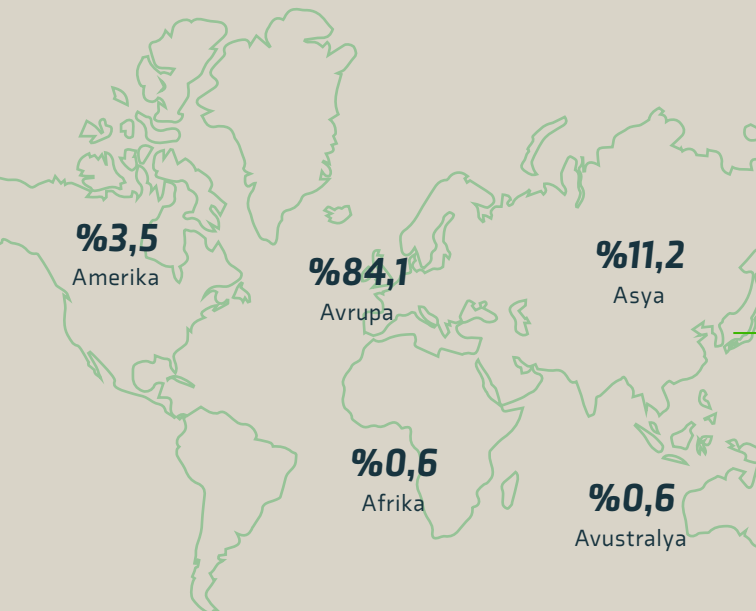 %3,5
Amerika
%84,1
Avrupa
%11,2
Asya
%0,6
Afrika
%0,6
Avustralya